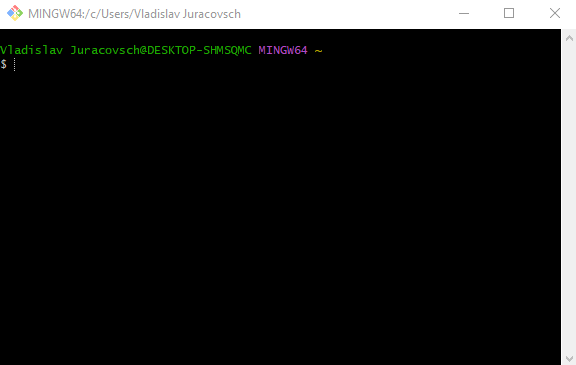 MINGW64:/c/Users/Vladislav Juracovsch
Vladislav Juracovsch@DESKTOP-SHMSQMC MINGW64 ~
$